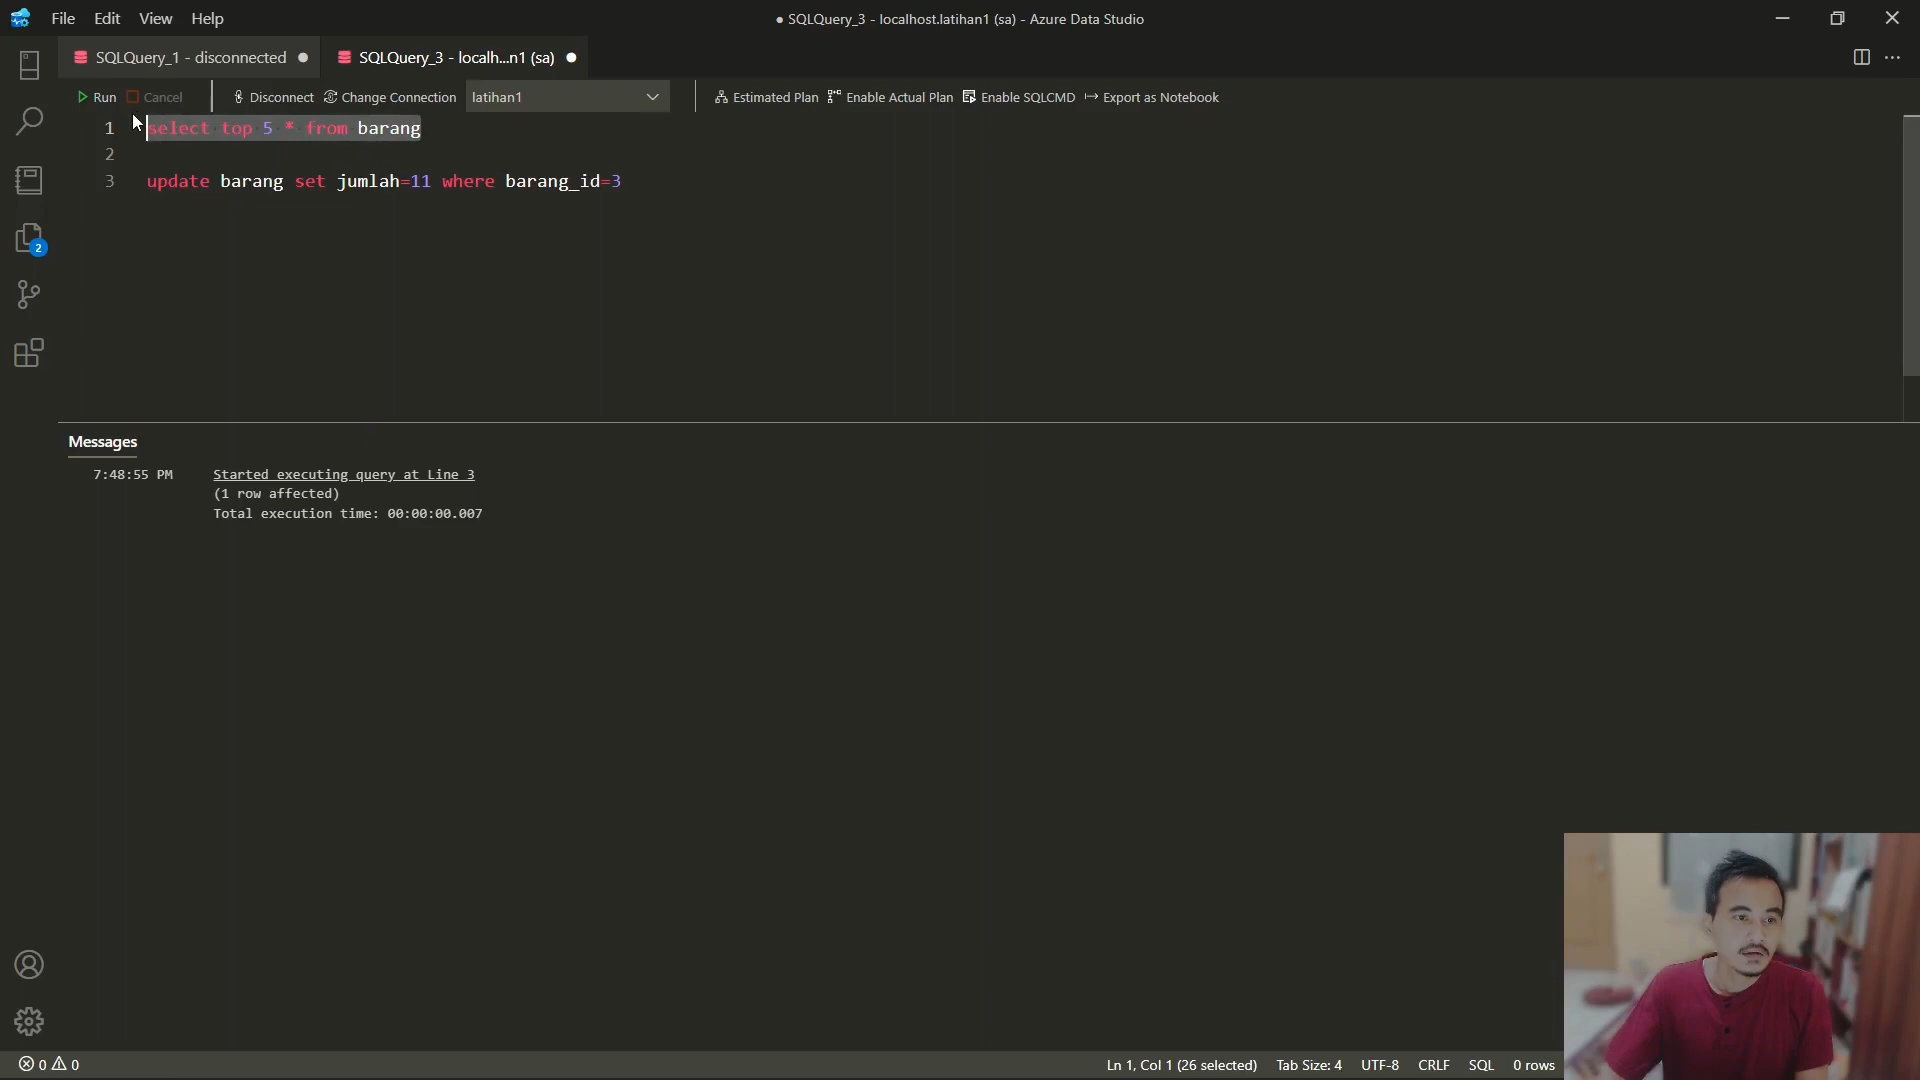 File Edit View Help
● SQLQuery_3 - localhost.latihan1 (sa) - Azure Data Studio
SQLQuery_1 - disconnected ●
SQLQuery_3 - localh...n1 (sa) ●
Run Cancel Disconnect Change Connection latihan1 Estimated Plan Enable Actual Plan Enable SQLCMD Export as Notebook
1 select top 5 * from barang
2
3 update barang set jumlah=11 where barang_id=3
2
Messages
7:48:55 PM Started executing query at Line 3
(1 row affected)
Total execution time: 00:00:00.007
0 0 Ln 1, Col 1 (26 selected) Tab Size: 4 UTF-8 CRLF SQL 0 rows